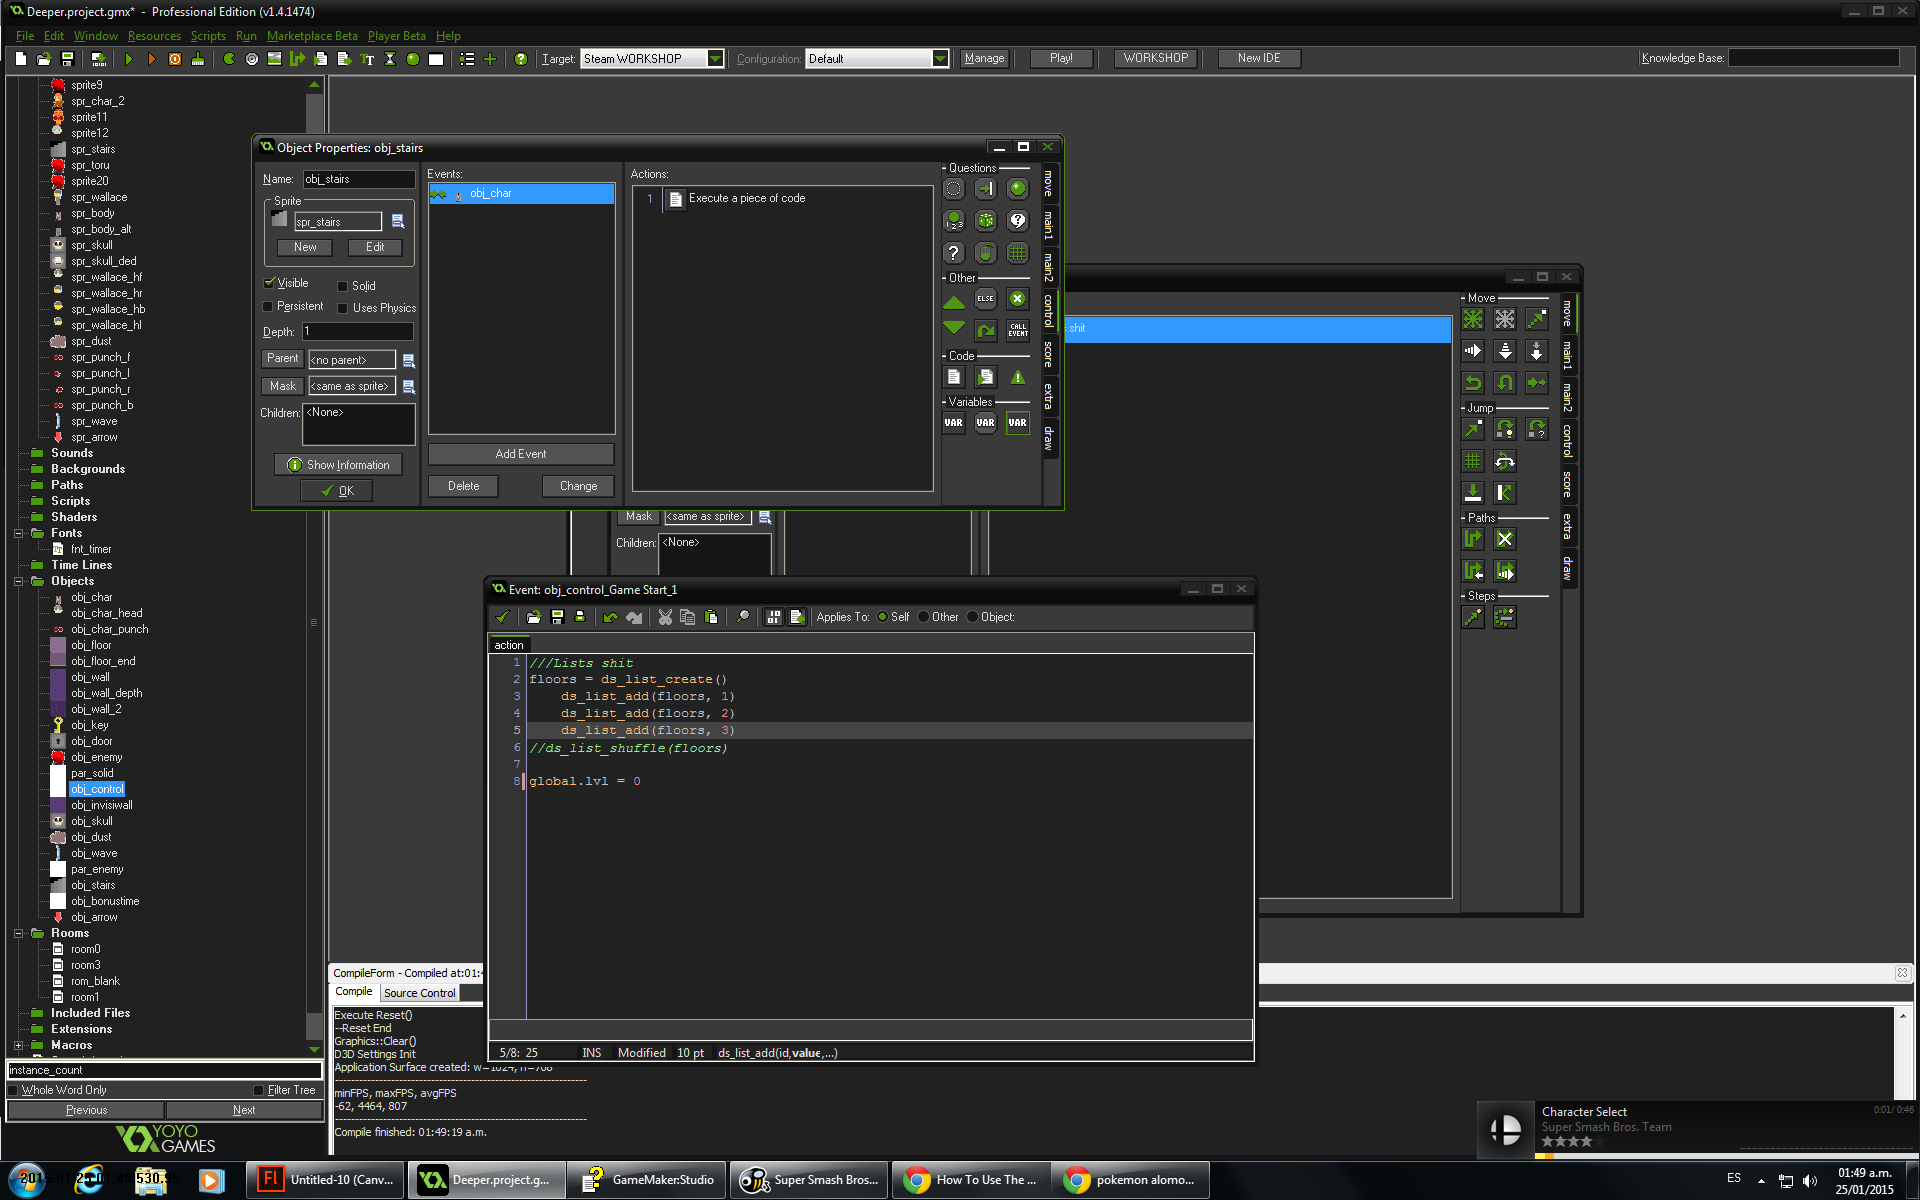 Deeper.project.gmx* - Professional Edition (v1.4.1474)
File Edit Window Resources Scripts Run Marketplace Beta Player Beta Help
Target: Steam WORKSHOP Configuration: Default Manage Play! WORKSHOP New IDE Knowledge Base:
sprite9
spr_char_2
sprite11
sprite12
spr_stairs
spr_toru
sprite20
spr_wallace
spr_body
spr_body_alt
spr_skull
spr_skull_ded
spr_wallace_hf
spr_wallace_hr
spr_wallace_hb
spr_wallace_hl
spr_dust
spr_punch_f
spr_punch_l
spr_punch_r
spr_punch_b
spr_wave
spr_arrow
Sounds
Backgrounds
Paths
Scripts
Shaders
Fonts
fnt_timer
Time Lines
Objects
obj_char
obj_char_head
obj_char_punch
obj_floor
obj_floor_end
obj_wall
obj_wall_depth
obj_wall_2
obj_key
obj_door
obj_enemy
par_solid
obj_control
obj_invisiwall
obj_skull
obj_dust
obj_wave
par_enemy
obj_stairs
obj_bonustime
obj_arrow
Rooms
room0
room3
rom_blank
room1
Included Files
Extensions
Macros
instance_count
Whole Word Only Filter Tree
Previous Next
YOYO
GAMES
Object Properties: obj_stairs
Name: obj_stairs
Sprite
spr_stairs
New Edit
Visible Solid
Persistent Uses Physics
Depth: 1
Parent <no parent>
Mask <same as sprite>
Children: <None>
Show Information
OK
Events:
obj_char
Add Event
Delete Change
Actions:
1 Execute a piece of code
Questions
Other
ELSE
CALL EVENT
Code
Variables
VAR VAR VAR
move
main1
main2
control
score
extra
draw
shit
Mask <same as sprite>
Children: <None>
Move
Jump
Paths
Steps
move
main1
main2
control
score
extra
draw
Event: obj_control_Game Start_1
Applies To: Self Other Object:
action
1 ///Lists shit
2 floors = ds_list_create()
3 ds_list_add(floors, 1)
4 ds_list_add(floors, 2)
5 ds_list_add(floors, 3)
6 //ds_list_shuffle(floors)
7
8 global.lvl = 0
5/8: 25 INS Modified 10 pt ds_list_add(id,value,...)
CompileForm - Compiled at:01:
Compile Source Control
Execute Reset()
--Reset End
Graphics::Clear()
D3D Settings Init
Application Surface created: w=1024, h=768
minFPS, maxFPS, avgFPS
-62, 4464, 807
Compile finished: 01:49:19 a.m.
Character Select 0:01/ 0:46
Super Smash Bros. Team
Untitled-10 (Canv...
Deeper.project.g...
GameMaker:Studio
Super Smash Bros...
How To Use The ...
pokemon alomo...
ES
01:49 a.m.
25/01/2015